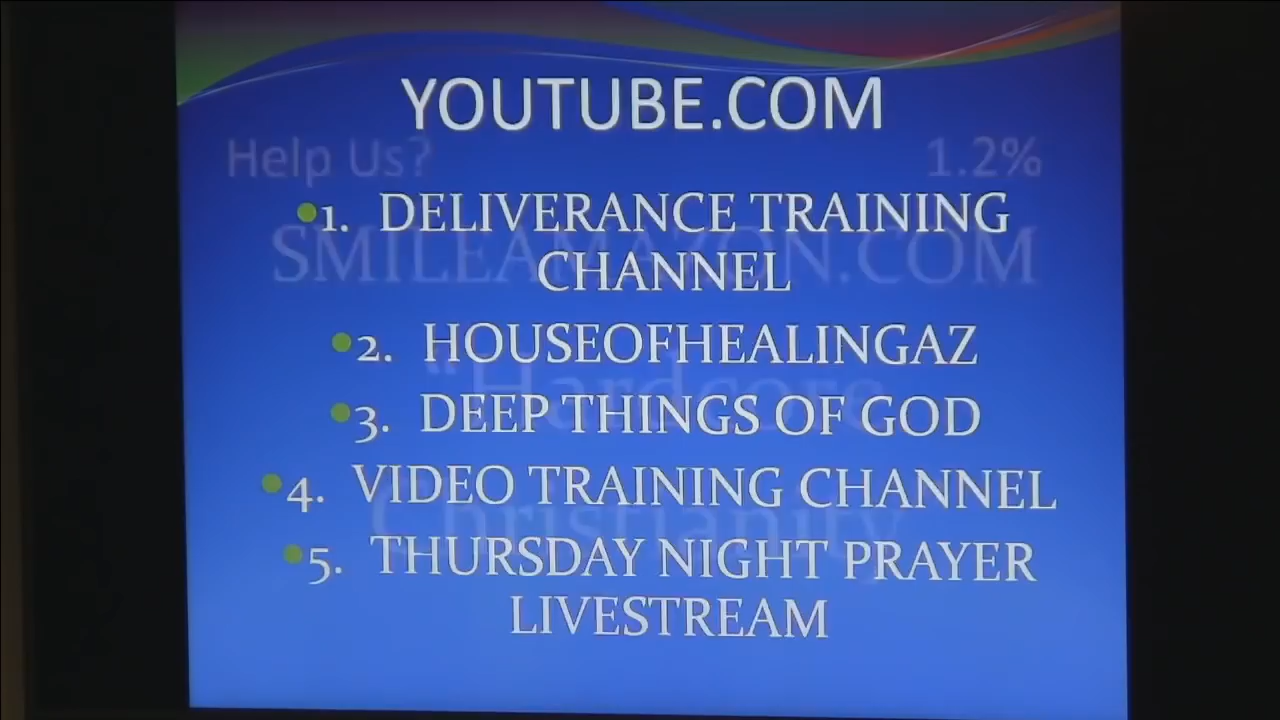 YOUTUBE.COM
Help Us? 1.2%
•1. DELIVERANCE TRAINING
SMILEAMAZON.COM
CHANNEL
•2. HOUSEOFHEALINGAZ
"Hardcore
•3. DEEP THINGS OF GOD
•4. VIDEO TRAINING CHANNEL
Christianity
•5. THURSDAY NIGHT PRAYER
LIVESTREAM